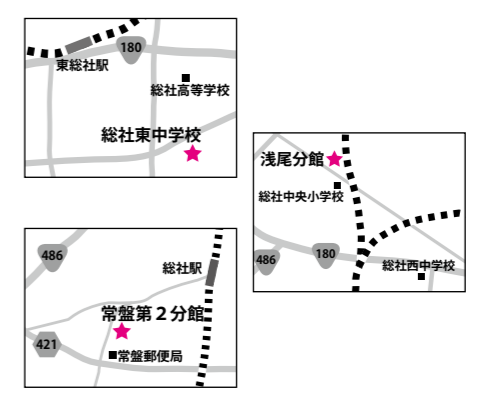 180
東総社駅
総社高等学校
総社東中学校
浅尾分館
総社中央小学校
486
180
総社西中学校
486
総社駅
常盤第２分館
421
常盤郵便局